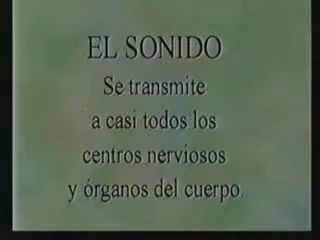 EL SONIDO
Se transmite
a casi todos los
centros nerviosos
y órganos del cuerpo